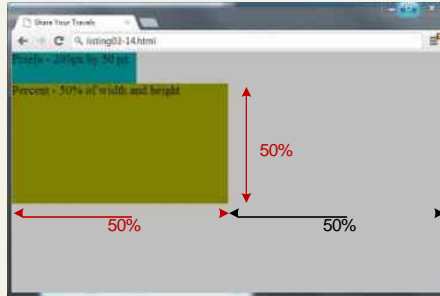 Share Your Travels
listing03-14.html
Pixels - 200px by 50 px
Percent - 50% of width and height
50%
50%
50%